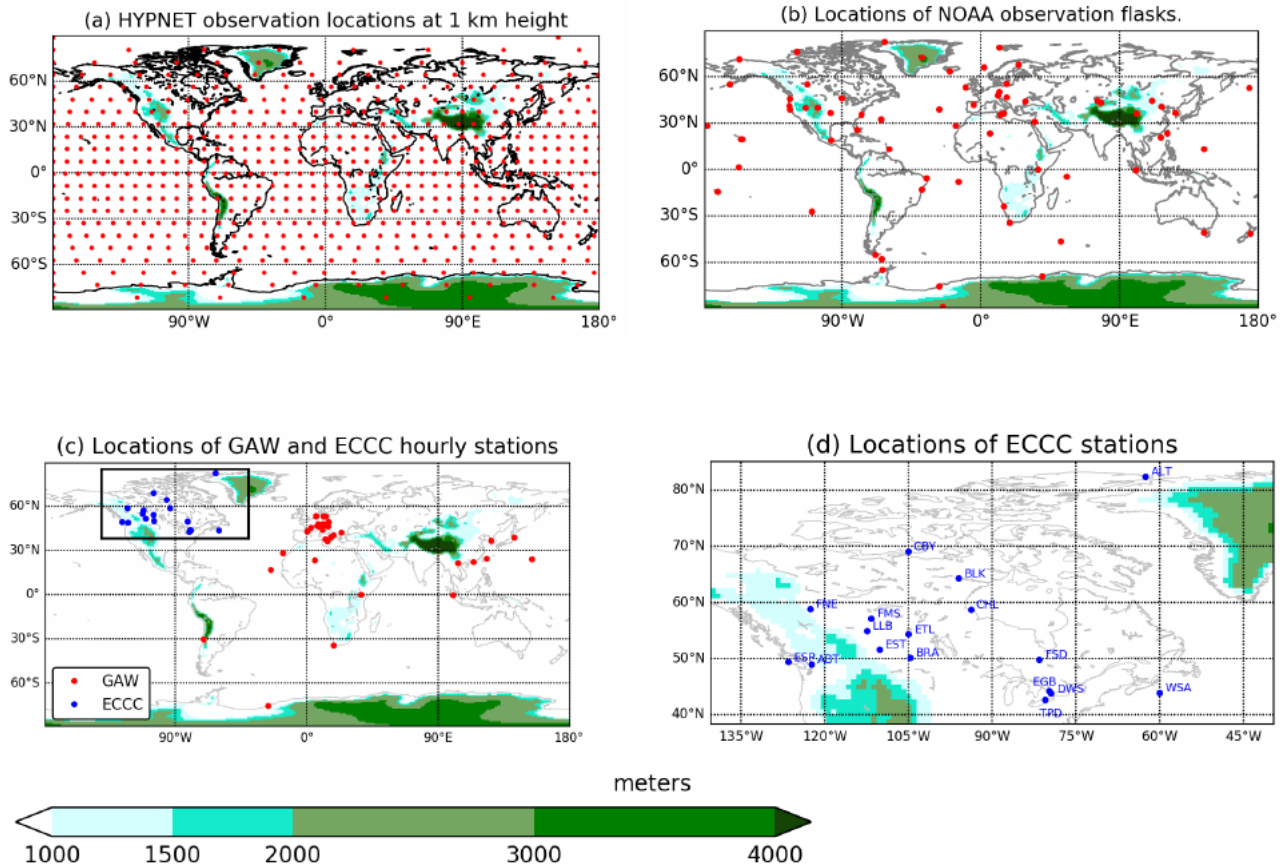 (a) HYPNET observation locations at 1 km height
(b) Locations of NOAA observation flasks.
60°N
30°N
0°
30°S
60°S
90°W 0° 90°E 180°
60°N
30°N
0°
30°S
60°S
90°W 0° 90°E 180°
(c) Locations of GAW and ECCC hourly stations
(d) Locations of ECCC stations
60°N
30°N
0°
30°S
60°S
GAW
ECCC
90°W 0° 90°E 180°
80°N
70°N
60°N
50°N
40°N
ALT
CBY
BLK
FNE
FMS
CHL
LLB
ETL
EST
BRA
ESP
ABT
FSD
EGB
DWS
WSA
TPD
135°W 120°W 105°W 90°W 75°W 60°W 45°W
meters
1000 1500 2000 3000 4000